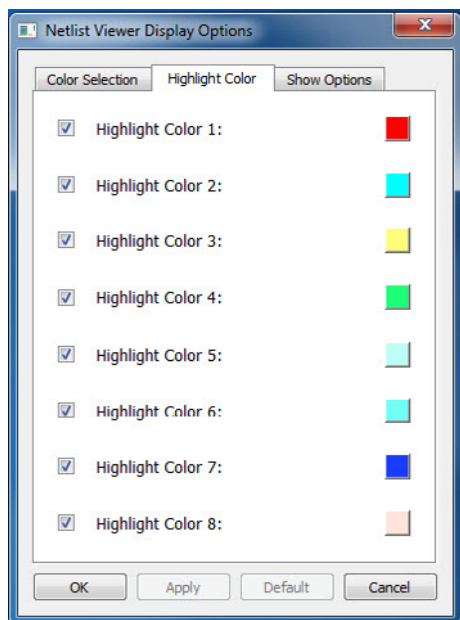 Netlist Viewer Display Options
Color Selection Highlight Color Show Options
Highlight Color 1:
Highlight Color 2:
Highlight Color 3:
Highlight Color 4:
Highlight Color 5:
Highlight Color 6:
Highlight Color 7:
Highlight Color 8:
OK Apply Default Cancel